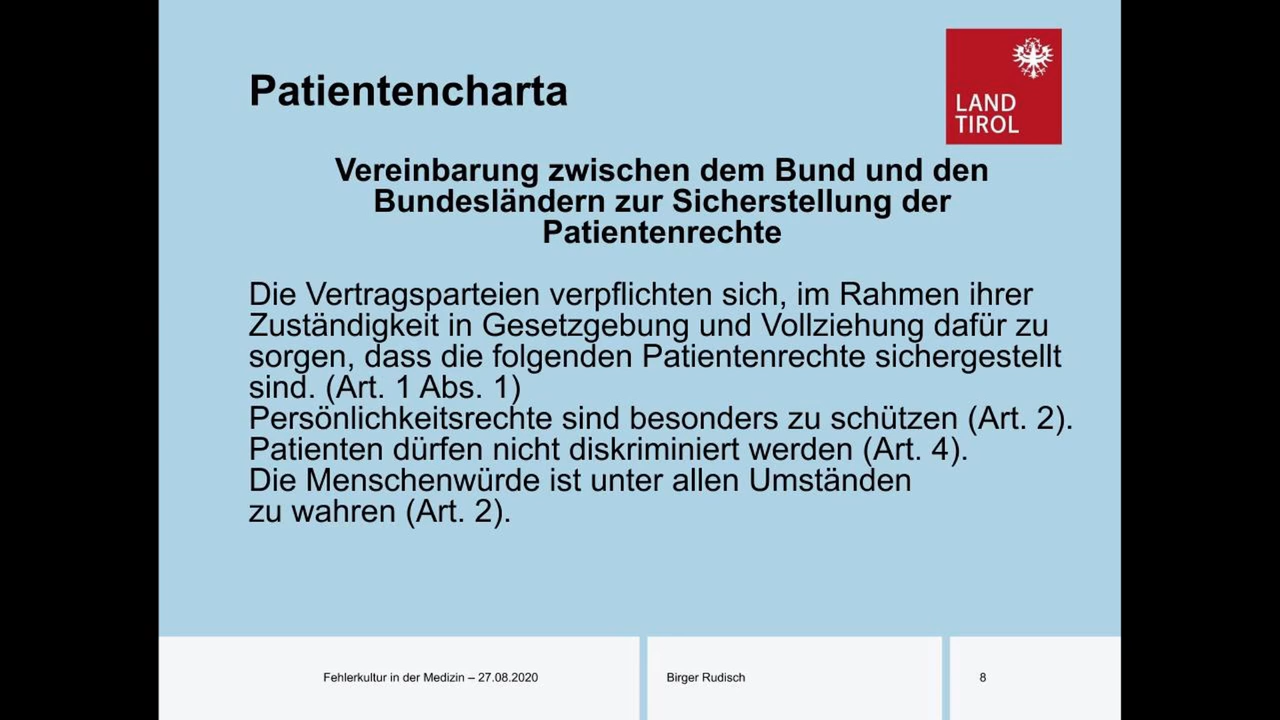 Patientencharta
LAND
TIROL
Vereinbarung zwischen dem Bund und den
Bundesländern zur Sicherstellung der
Patientenrechte
Die Vertragsparteien verpflichten sich, im Rahmen ihrer
Zuständigkeit in Gesetzgebung und Vollziehung dafür zu
sorgen, dass die folgenden Patientenrechte sichergestellt
sind. (Art. 1 Abs. 1)
Persönlichkeitsrechte sind besonders zu schützen (Art. 2).
Patienten dürfen nicht diskriminiert werden (Art. 4).
Die Menschenwürde ist unter allen Umständen
zu wahren (Art. 2).
Fehlerkultur in der Medizin – 27.08.2020
Birger Rudisch
8